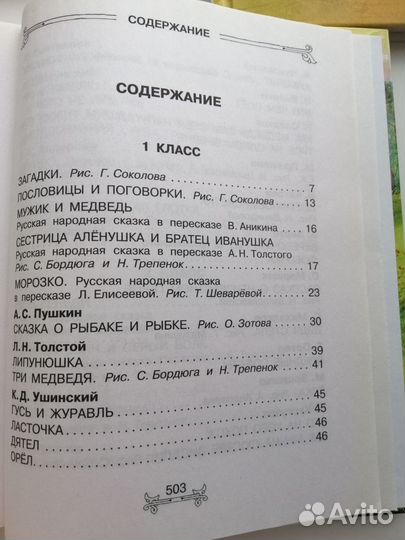 СОДЕРЖАНИЕ
СОДЕРЖАНИЕ
1 КЛАСС
ЗАГАДКИ. Рис. Г. Соколова 7
ПОСЛОВИЦЫ И ПОГОВОРКИ. Рис. Г. Соколова 13
МУЖИК И МЕДВЕДЬ
Русская народная сказка в пересказе В. Аникина 16
СЕСТРИЦА АЛЁНУШКА И БРАТЕЦ ИВАНУШКА
Русская народная сказка в пересказе А. Н. Толстого
Рис. С. Бордюга и Н. Трепенок 17
МОРОЗКО. Русская народная сказка
в пересказе Л. Елисеевой. Рис. Т. Шеварёвой 23
А. С. Пушкин
СКАЗКА О РЫБАКЕ И РЫБКЕ. Рис. О. Зотова 30
Л. Н. Толстой
ЛИПУНЮШКА 39
ТРИ МЕДВЕДЯ. Рис. С. Бордюга и Н. Трепенок 41
К. Д. Ушинский
ГУСЬ И ЖУРАВЛЬ 45
ЛАСТОЧКА 45
ДЯТЕЛ 46
ОРЁЛ 46
503
Avito